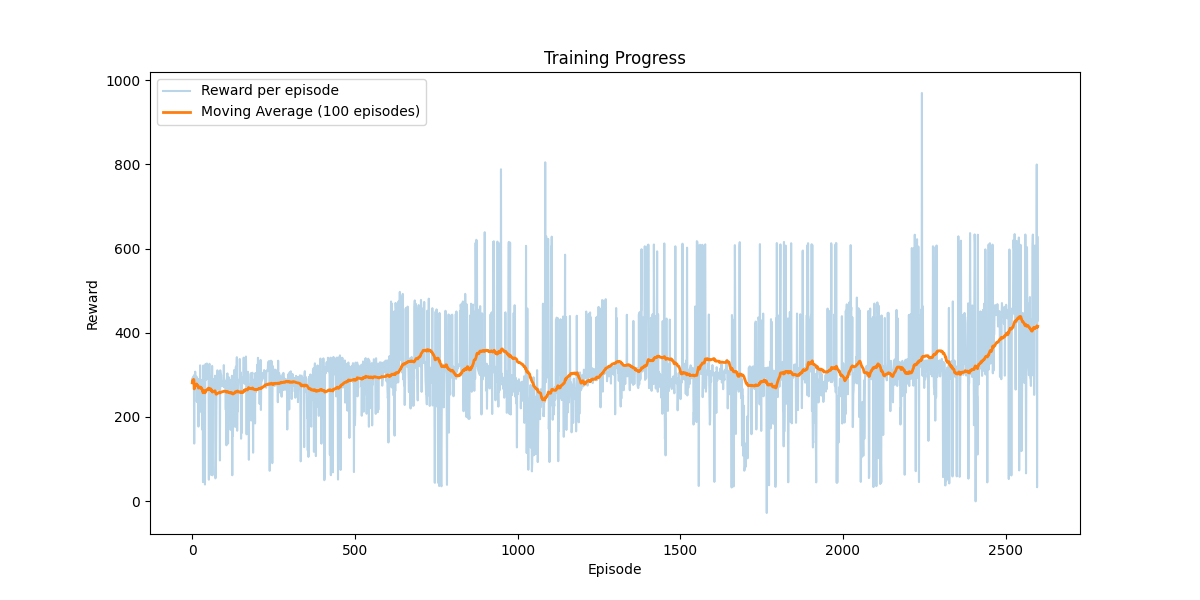 Training Progress
Reward per episode
Moving Average (100 episodes)
1000
800
600
400
200
0
Reward
0
500
1000
1500
2000
2500
Episode